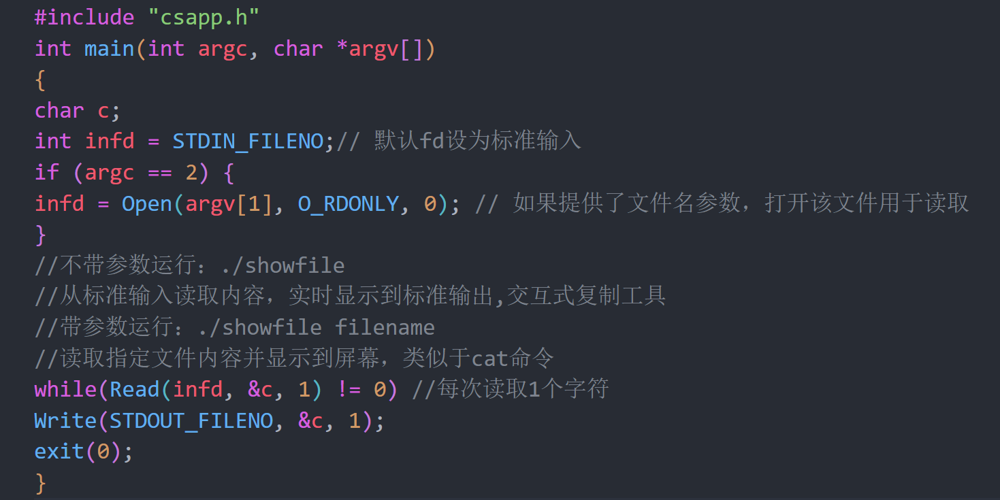 #include "csapp.h"
int main(int argc, char *argv[])
{
char c;
int infd = STDIN_FILENO;// 默认fd设为标准输入
if (argc == 2) {
infd = Open(argv[1], O_RDONLY, 0); // 如果提供了文件名参数，打开该文件用于读取
}
//不带参数运行：./showfile
//从标准输入读取内容，实时显示到标准输出,交互式复制工具
//带参数运行：./showfile filename
//读取指定文件内容并显示到屏幕，类似于cat命令
while(Read(infd, &c, 1) != 0) //每次读取1个字符
Write(STDOUT_FILENO, &c, 1);
exit(0);
}